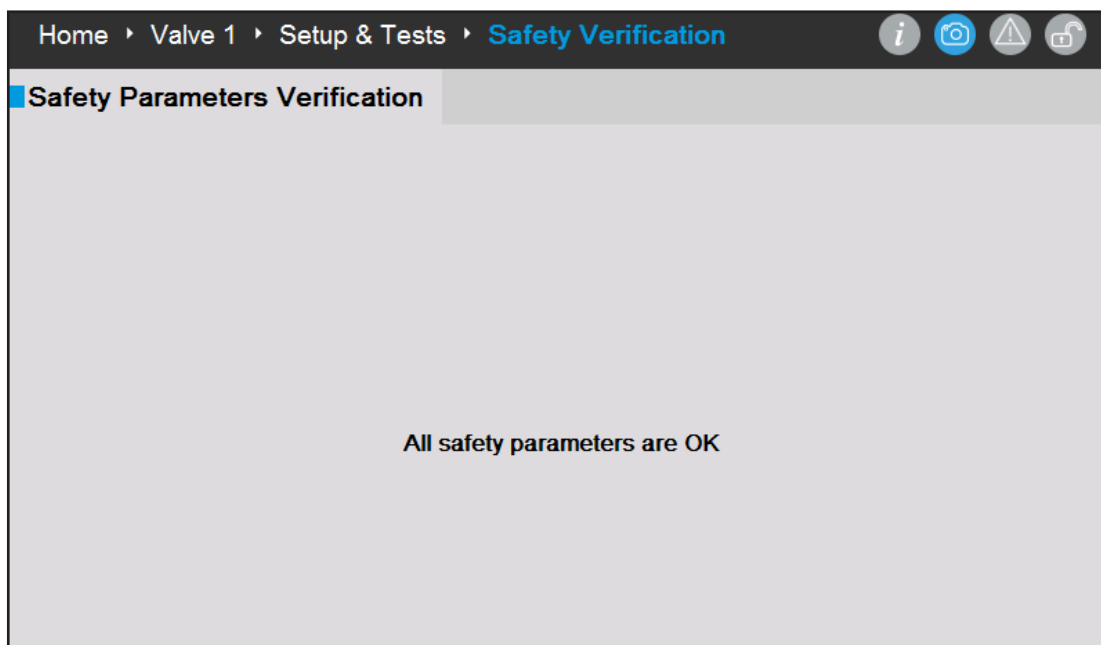 Home ‣ Valve 1 ‣ Setup & Tests ‣ Safety Verification
Safety Parameters Verification
All safety parameters are OK